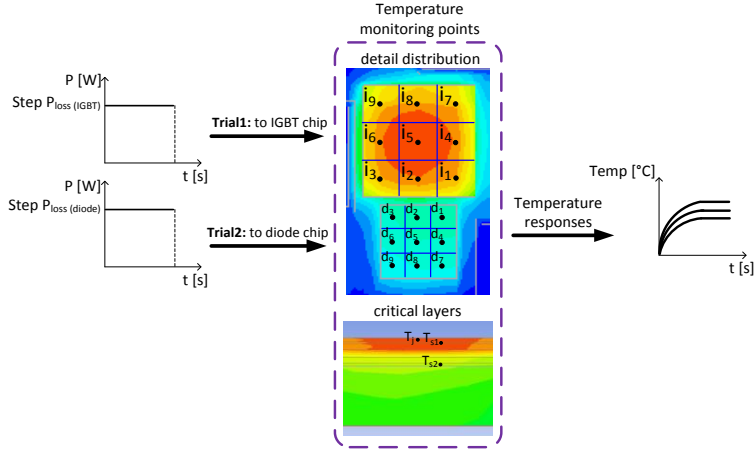 Temperature
monitoring points
detail distribution
P [W]
Step P loss (IGBT)
t [s]
Trial1: to IGBT chip
P [W]
Step P loss (diode)
t [s]
Trial2: to diode chip
i9 i8 i7
i6 i5 i4
i3 i2 i1
d3 d2 d1
d6 d5 d4
d9 d8 d7
critical layers
Tj Ts1
Ts2
Temperature
responses
Temp [°C]
t [s]